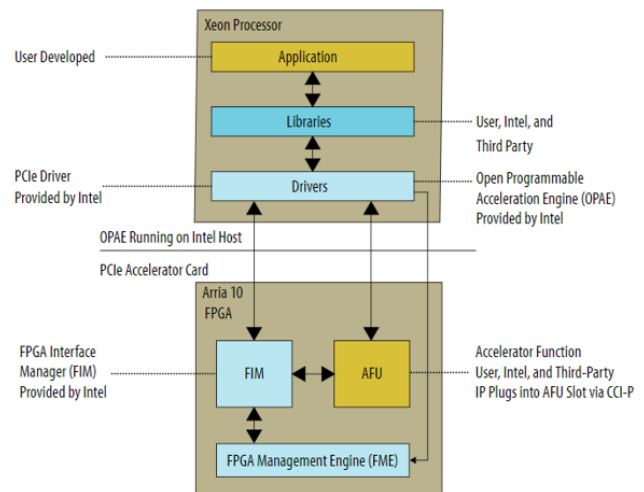 Xeon Processor
User Developed
Application
Libraries
User, Intel, and
Third Party
PCIe Driver
Provided by Intel
Drivers
Open Programmable
Acceleration Engine (OPAE)
Provided by Intel
OPAE Running on Intel Host
PCIe Accelerator Card
Arria 10
FPGA
FPGA Interface
Manager (FIM)
Provided by Intel
FIM
AFU
Accelerator Function
User, Intel, and Third-Party
IP Plugs into AFU Slot via CCI-P
FPGA Management Engine (FME)